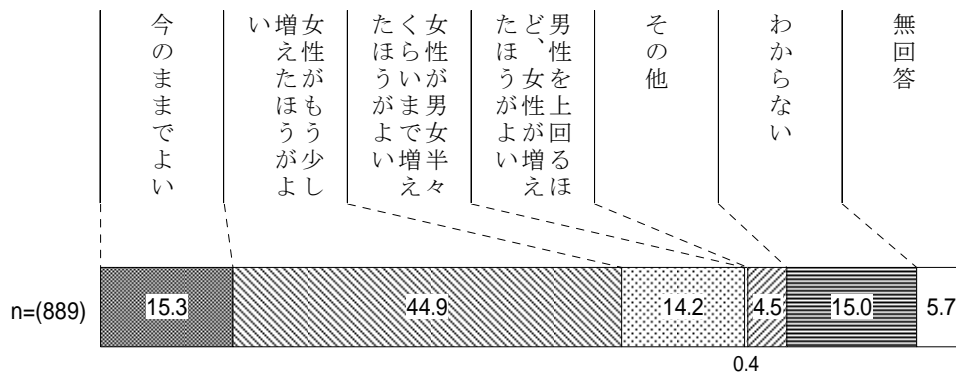 今のままでよい
女性がもう少し
増えたほうがよ
い
女性が男女半々
くらいまで増え
たほうがよい
男性を上回るほ
ど、女性が増え
たほうがよい
その他
わからない
無回答
n=(889)
15.3
44.9
14.2
4.5
15.0
5.7
0.4